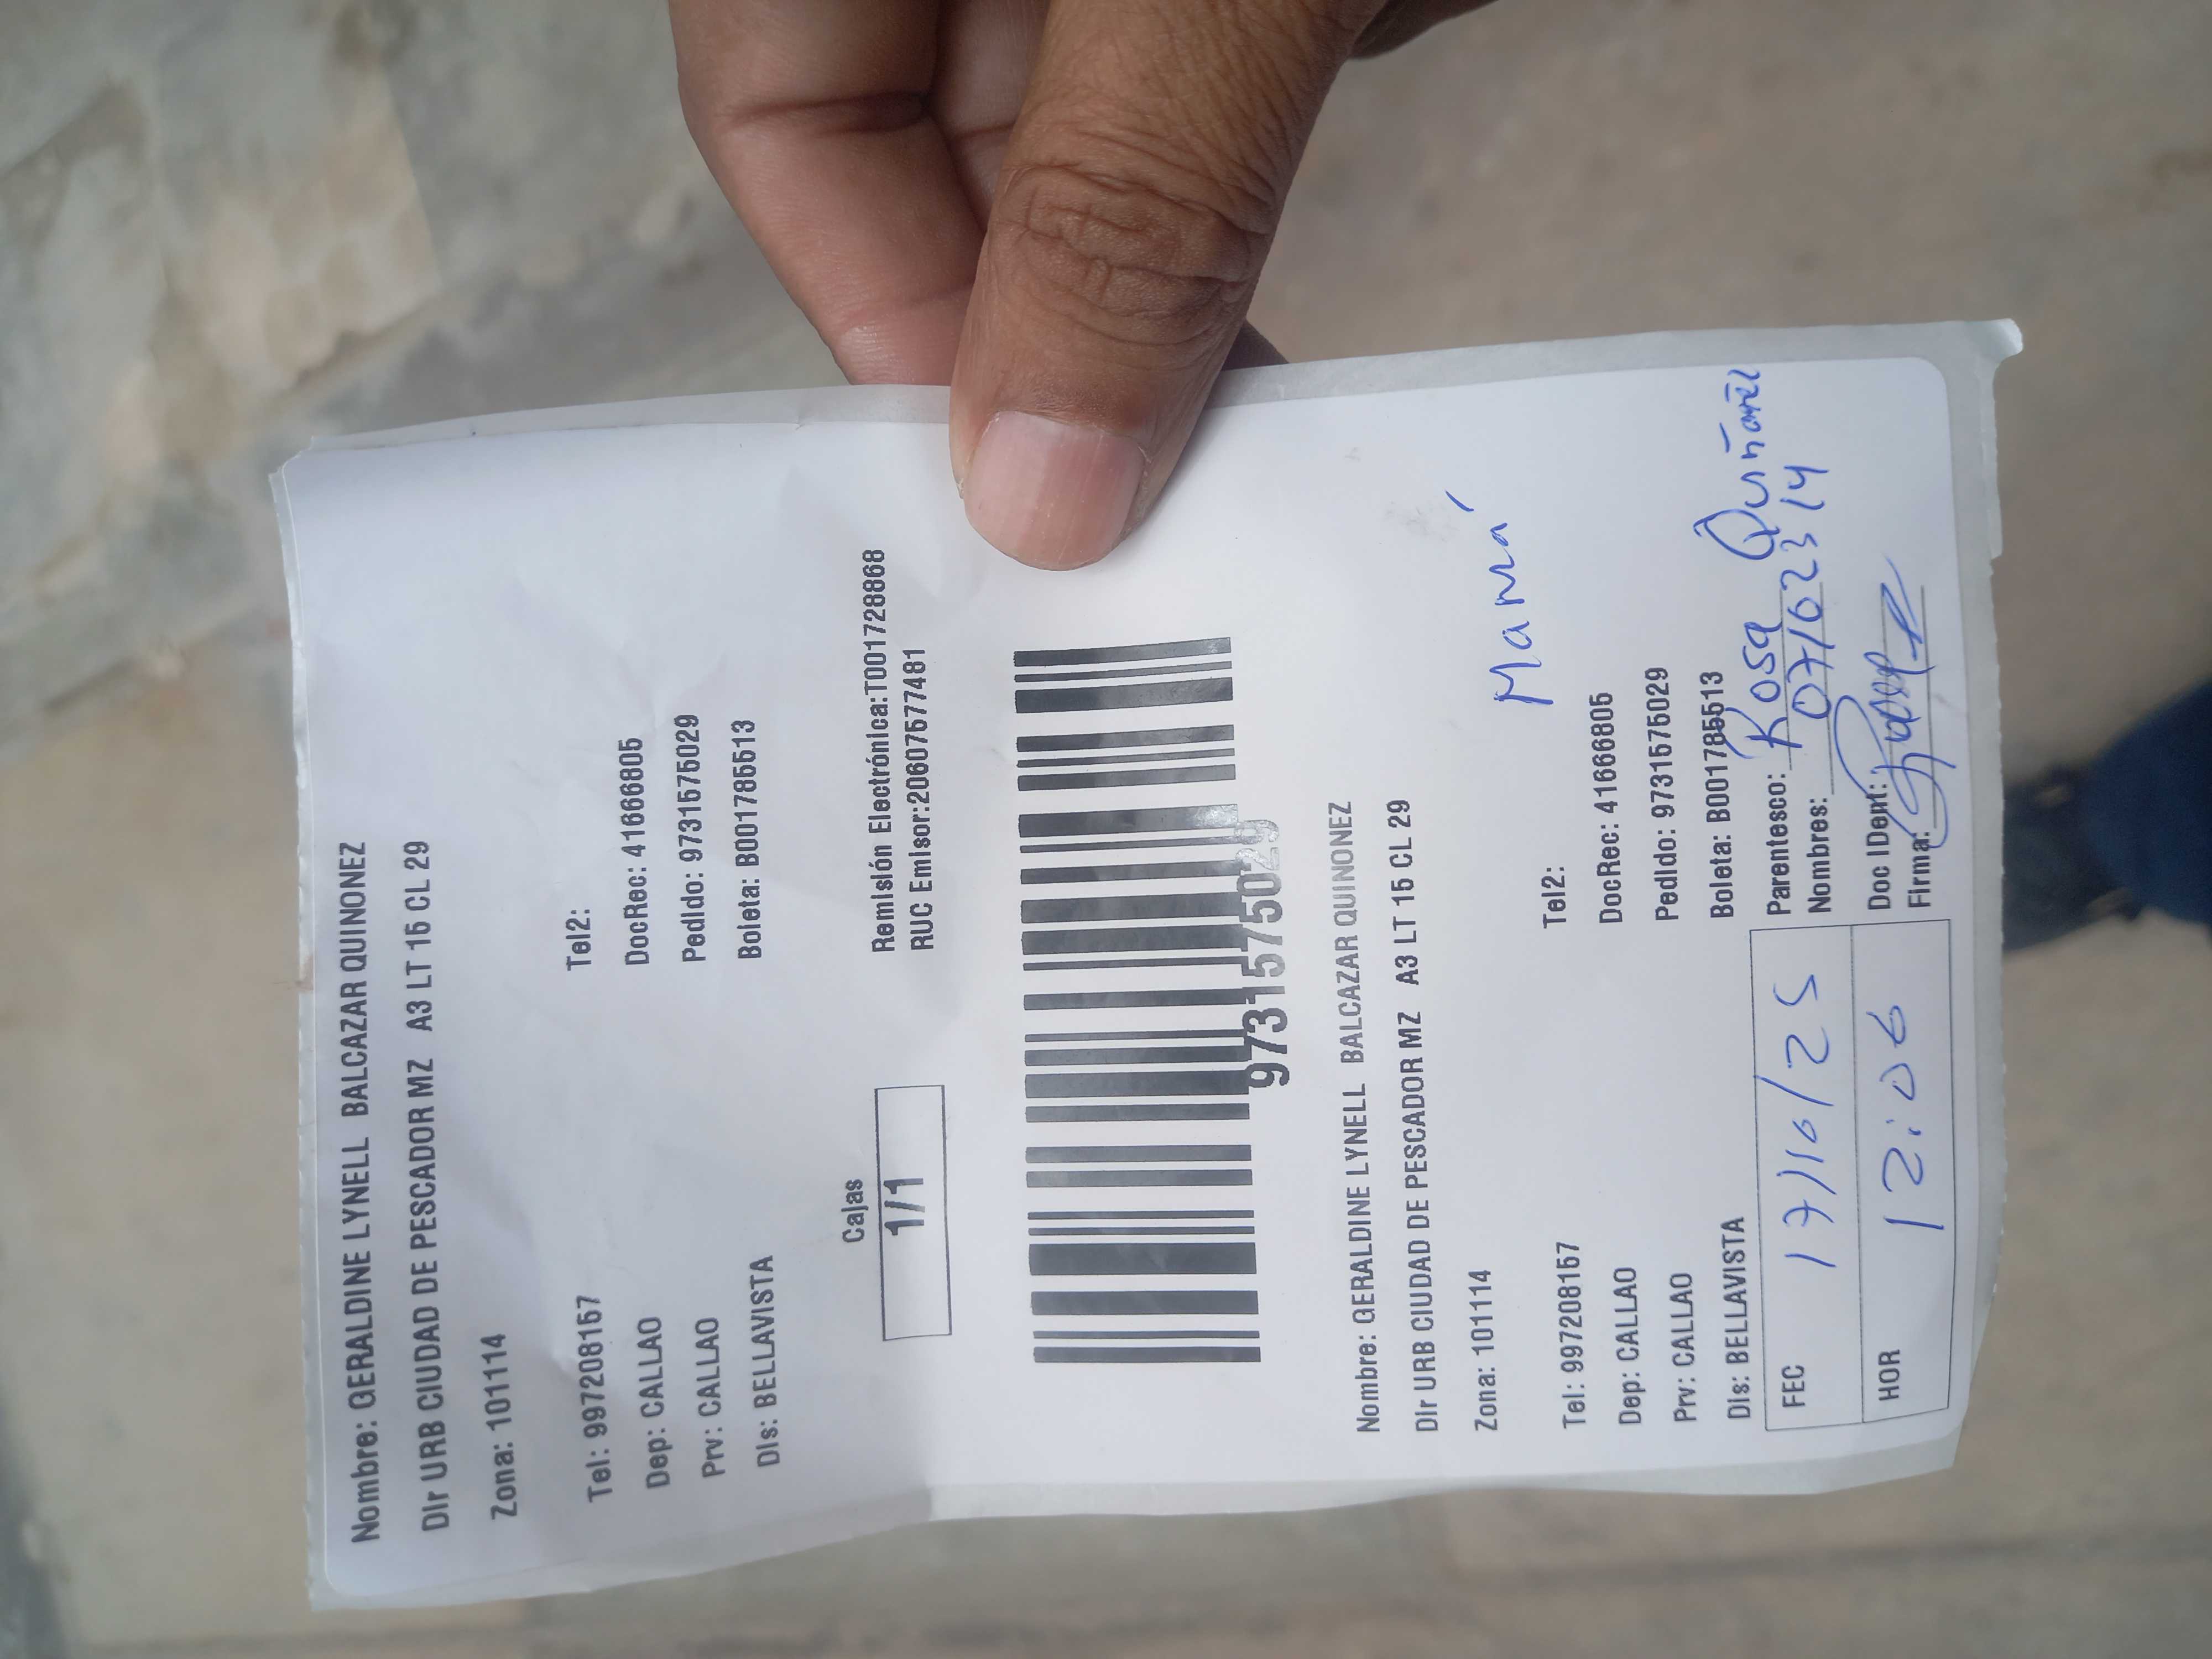 Nombre: GERALDINE LYNELL BALCAZAR QUINONEZ
Dir URB CIUDAD DE PESCADOR MZ A3 LT 15 CL 29
Zona: 101114
Tel: 997208157 Tel2:
Dep: CALLAO DocRec: 41666805
Prv: CALLAO Pedido: 9731575029
Dis: BELLAVISTA Boleta: B001785513
Cajas
1/1
Remisión Electrónica:T001728868
RUC Emisor:20607577481
9731575029
Nombre: GERALDINE LYNELL BALCAZAR QUINONEZ
Dir URB CIUDAD DE PESCADOR MZ A3 LT 15 CL 29
Zona: 101114
Mamá
Tel: 997208157 Tel2:
Dep: CALLAO DocRec: 41666805
Prv: CALLAO Pedido: 9731575029
Dis: BELLAVISTA Boleta: B001785513
FEC 17/10/25
HOR 12:06
Parentesco: Rosa
Nombres: 07102314
Doc IDent:
Firma: